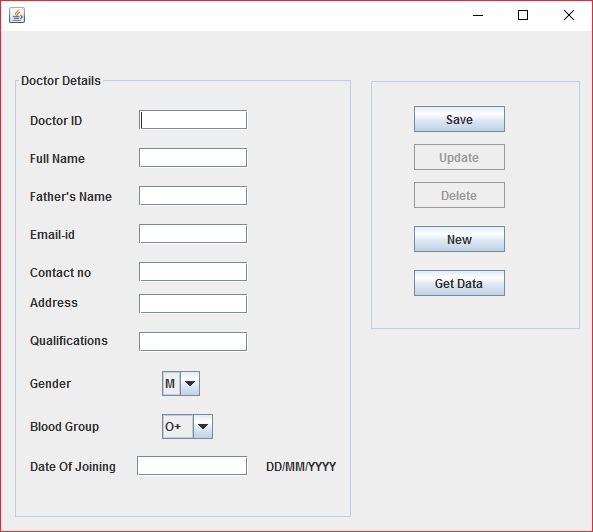 Doctor Details
Doctor ID
Full Name
Father's Name
Email-id
Contact no
Address
Qualifications
Gender
M
Blood Group
O+
Date Of Joining
DD/MM/YYYY
Save
Update
Delete
New
Get Data